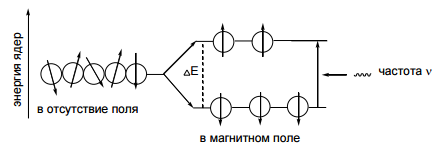 энергия ядер
ΔE
частота ν
в отсутствие поля
в магнитном поле